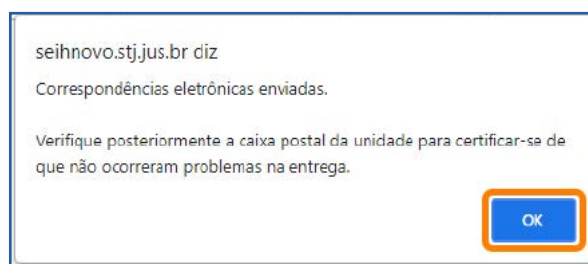 seihnovo.stj.jus.br diz
Correspondências eletrônicas enviadas.
Verifique posteriormente a caixa postal da unidade para certificar-se de
que não ocorreram problemas na entrega.
OK